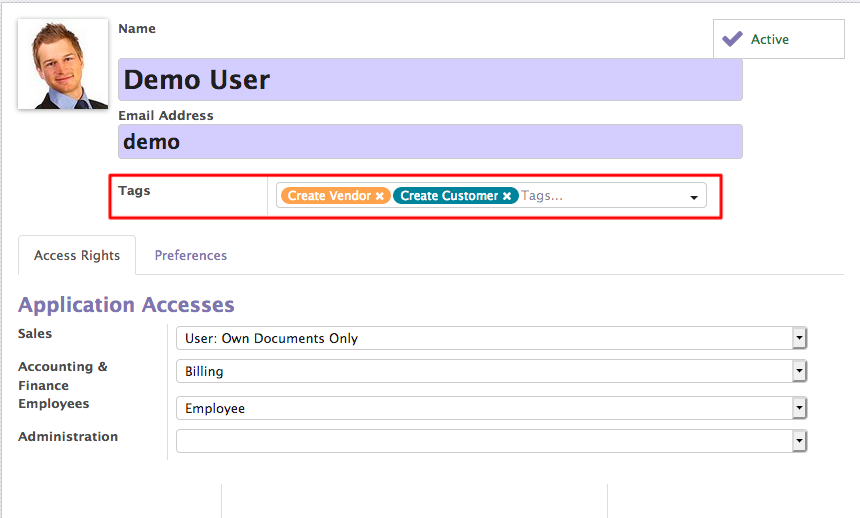 Name
Active
Demo User
Email Address
demo
Tags
Create Vendor × Create Customer × Tags...
Access Rights Preferences
Application Accesses
Sales
User: Own Documents Only
Accounting &
Finance
Billing
Employees
Employee
Administration